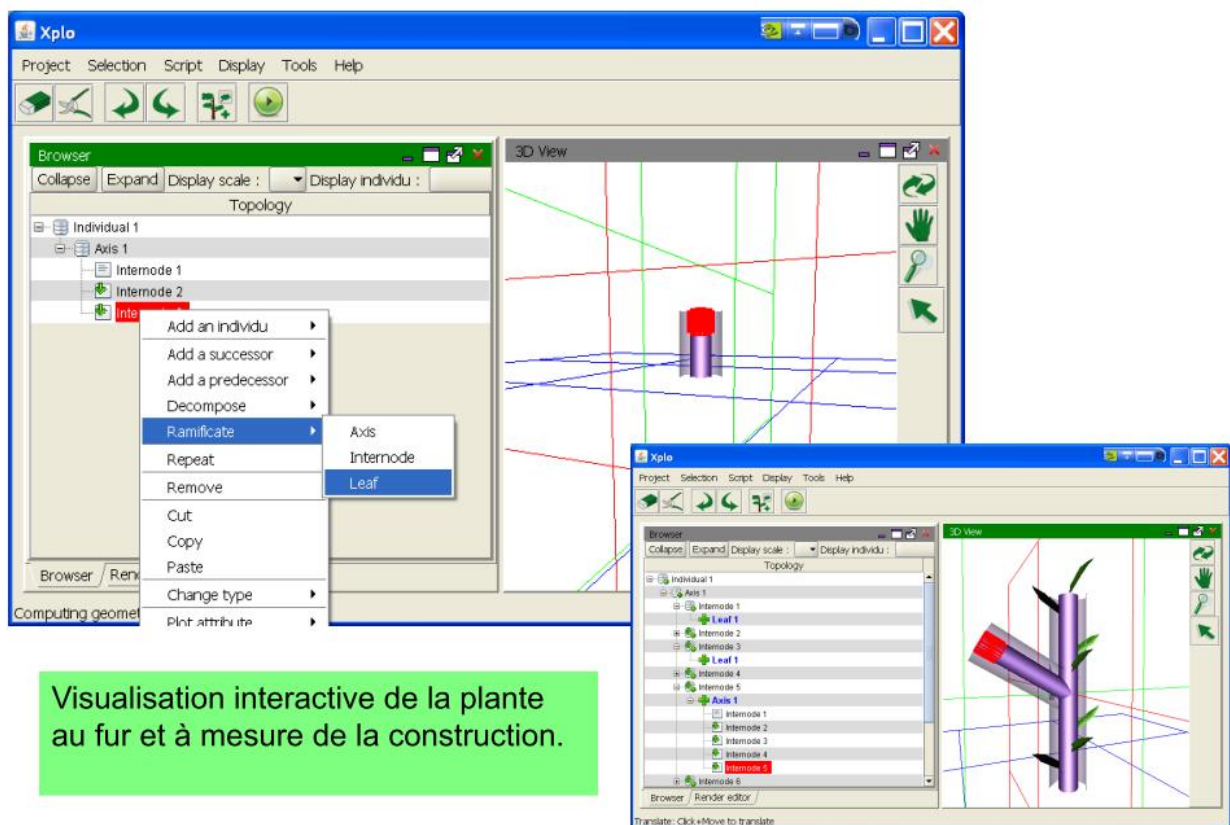 Xplo
Project Selection Script Display Tools Help
Browser
Collapse Expand Display scale : Display individu :
Topology
Individual 1
Axis 1
Internode 1
Internode 2
Add an individu
Add a successor
Add a predecessor
Decompose
Ramificate
Repeat
Remove
Cut
Copy
Paste
Change type
Plot attribute
Axis
Internode
Leaf
Browser
Computing
3D View
Xplo
Project Selection Script Display Tools Help
Browser
Collapse Expand Display scale : Display individu :
Topology
Individual 1
Axis 1
Internode 1
Leaf 1
Internode 2
Internode 3
Leaf 1
Internode 4
Internode 5
Axis 1
Internode 1
Internode 2
Internode 3
Internode 4
Internode 5
Internode 6
Browser Render editor
Translate: Click+Move to translate
3D View
Visualisation interactive de la plante
au fur et à mesure de la construction.